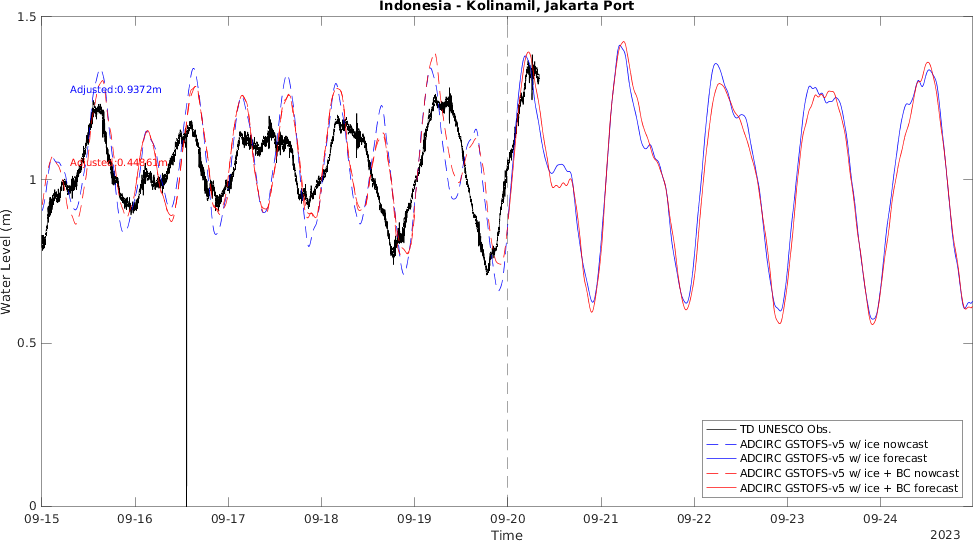 Indonesia - Kolinamil, Jakarta Port
1.5
Adjusted:0.9372m
1
0.5
0
Water Level (m)
TD UNESCO Obs.
ADCIRC GSTOFS-v5 w/ ice nowcast
ADCIRC GSTOFS-v5 w/ ice forecast
ADCIRC GSTOFS-v5 w/ ice + BC nowcast
ADCIRC GSTOFS-v5 w/ ice + BC forecast
09-15 09-16 09-17 09-18 09-19 09-20 09-21 09-22 09-23 09-24
Time
2023